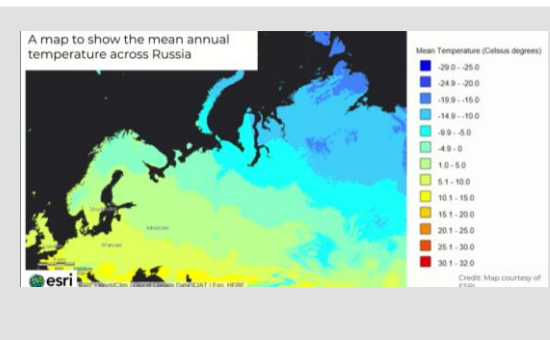 A map to show the mean annual
temperature across Russia
Mean Temperature (Celsius degrees)
-29.0 - -25.0
-24.9 - -20.0
-19.9 - -15.0
-14.9 - -10.0
-9.9 - -5.0
-4.9 - 0
1.0 - 5.0
5.1 - 10.0
10.1 - 15.0
15.1 - 20.0
20.1 - 25.0
25.1 - 30.0
30.1 - 32.0
Moscow
Warsaw
Paris
esri
Credit: Map courtesy of
ESRI